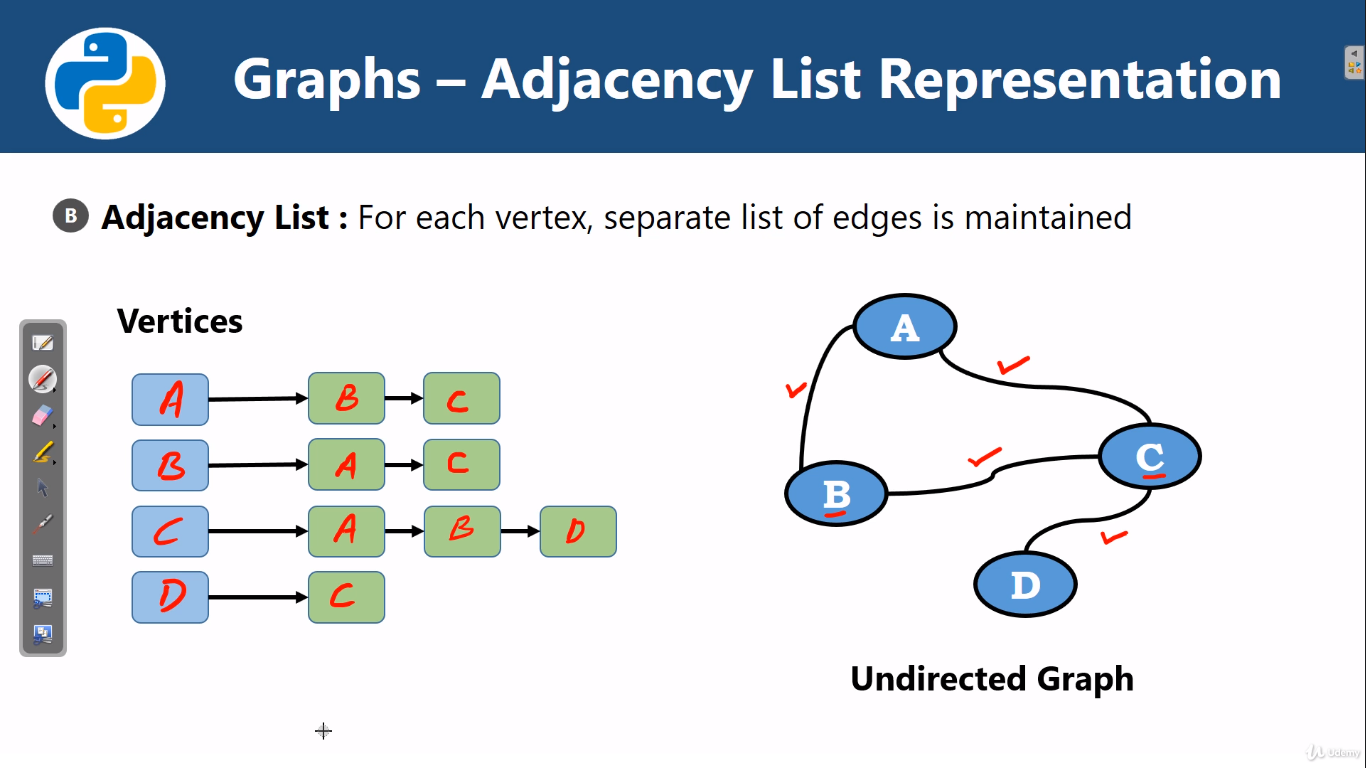 Graphs – Adjacency List Representation
B Adjacency List : For each vertex, separate list of edges is maintained
Vertices
A B C
B A C
C A B D
D C
A
B
C
D
Undirected Graph
Udemy